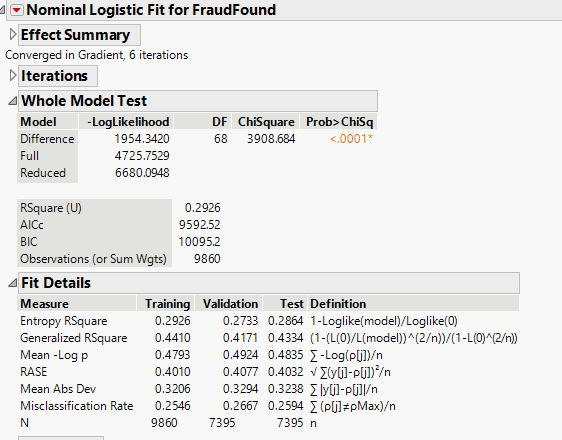 Nominal Logistic Fit for FraudFound
Effect Summary
Converged in Gradient, 6 iterations
Iterations
Whole Model Test
Model -LogLikelihood DF ChiSquare Prob>ChiSq
Difference 1954.3420 68 3908.684 <.0001*
Full 4725.7529
Reduced 6680.0948
RSquare (U) 0.2926
AICc 9592.52
BIC 10095.2
Observations (or Sum Wgts) 9860
Fit Details
Measure Training Validation Test Definition
Entropy RSquare 0.2926 0.2733 0.2864 1-Loglike(model)/Loglike(0)
Generalized RSquare 0.4410 0.4171 0.4334 (1-(L(0)/L(model))^(2/n))/(1-L(0)^(2/n))
Mean -Log p 0.4793 0.4924 0.4835 ∑ -Log(ρ[j])/n
RASE 0.4010 0.4077 0.4032 √ ∑(y[j]-ρ[j])²/n
Mean Abs Dev 0.3206 0.3294 0.3238 ∑ |y[j]-ρ[j]|/n
Misclassification Rate 0.2546 0.2667 0.2594 ∑ (ρ[j]≠ρMax)/n
N 9860 7395 7395 n